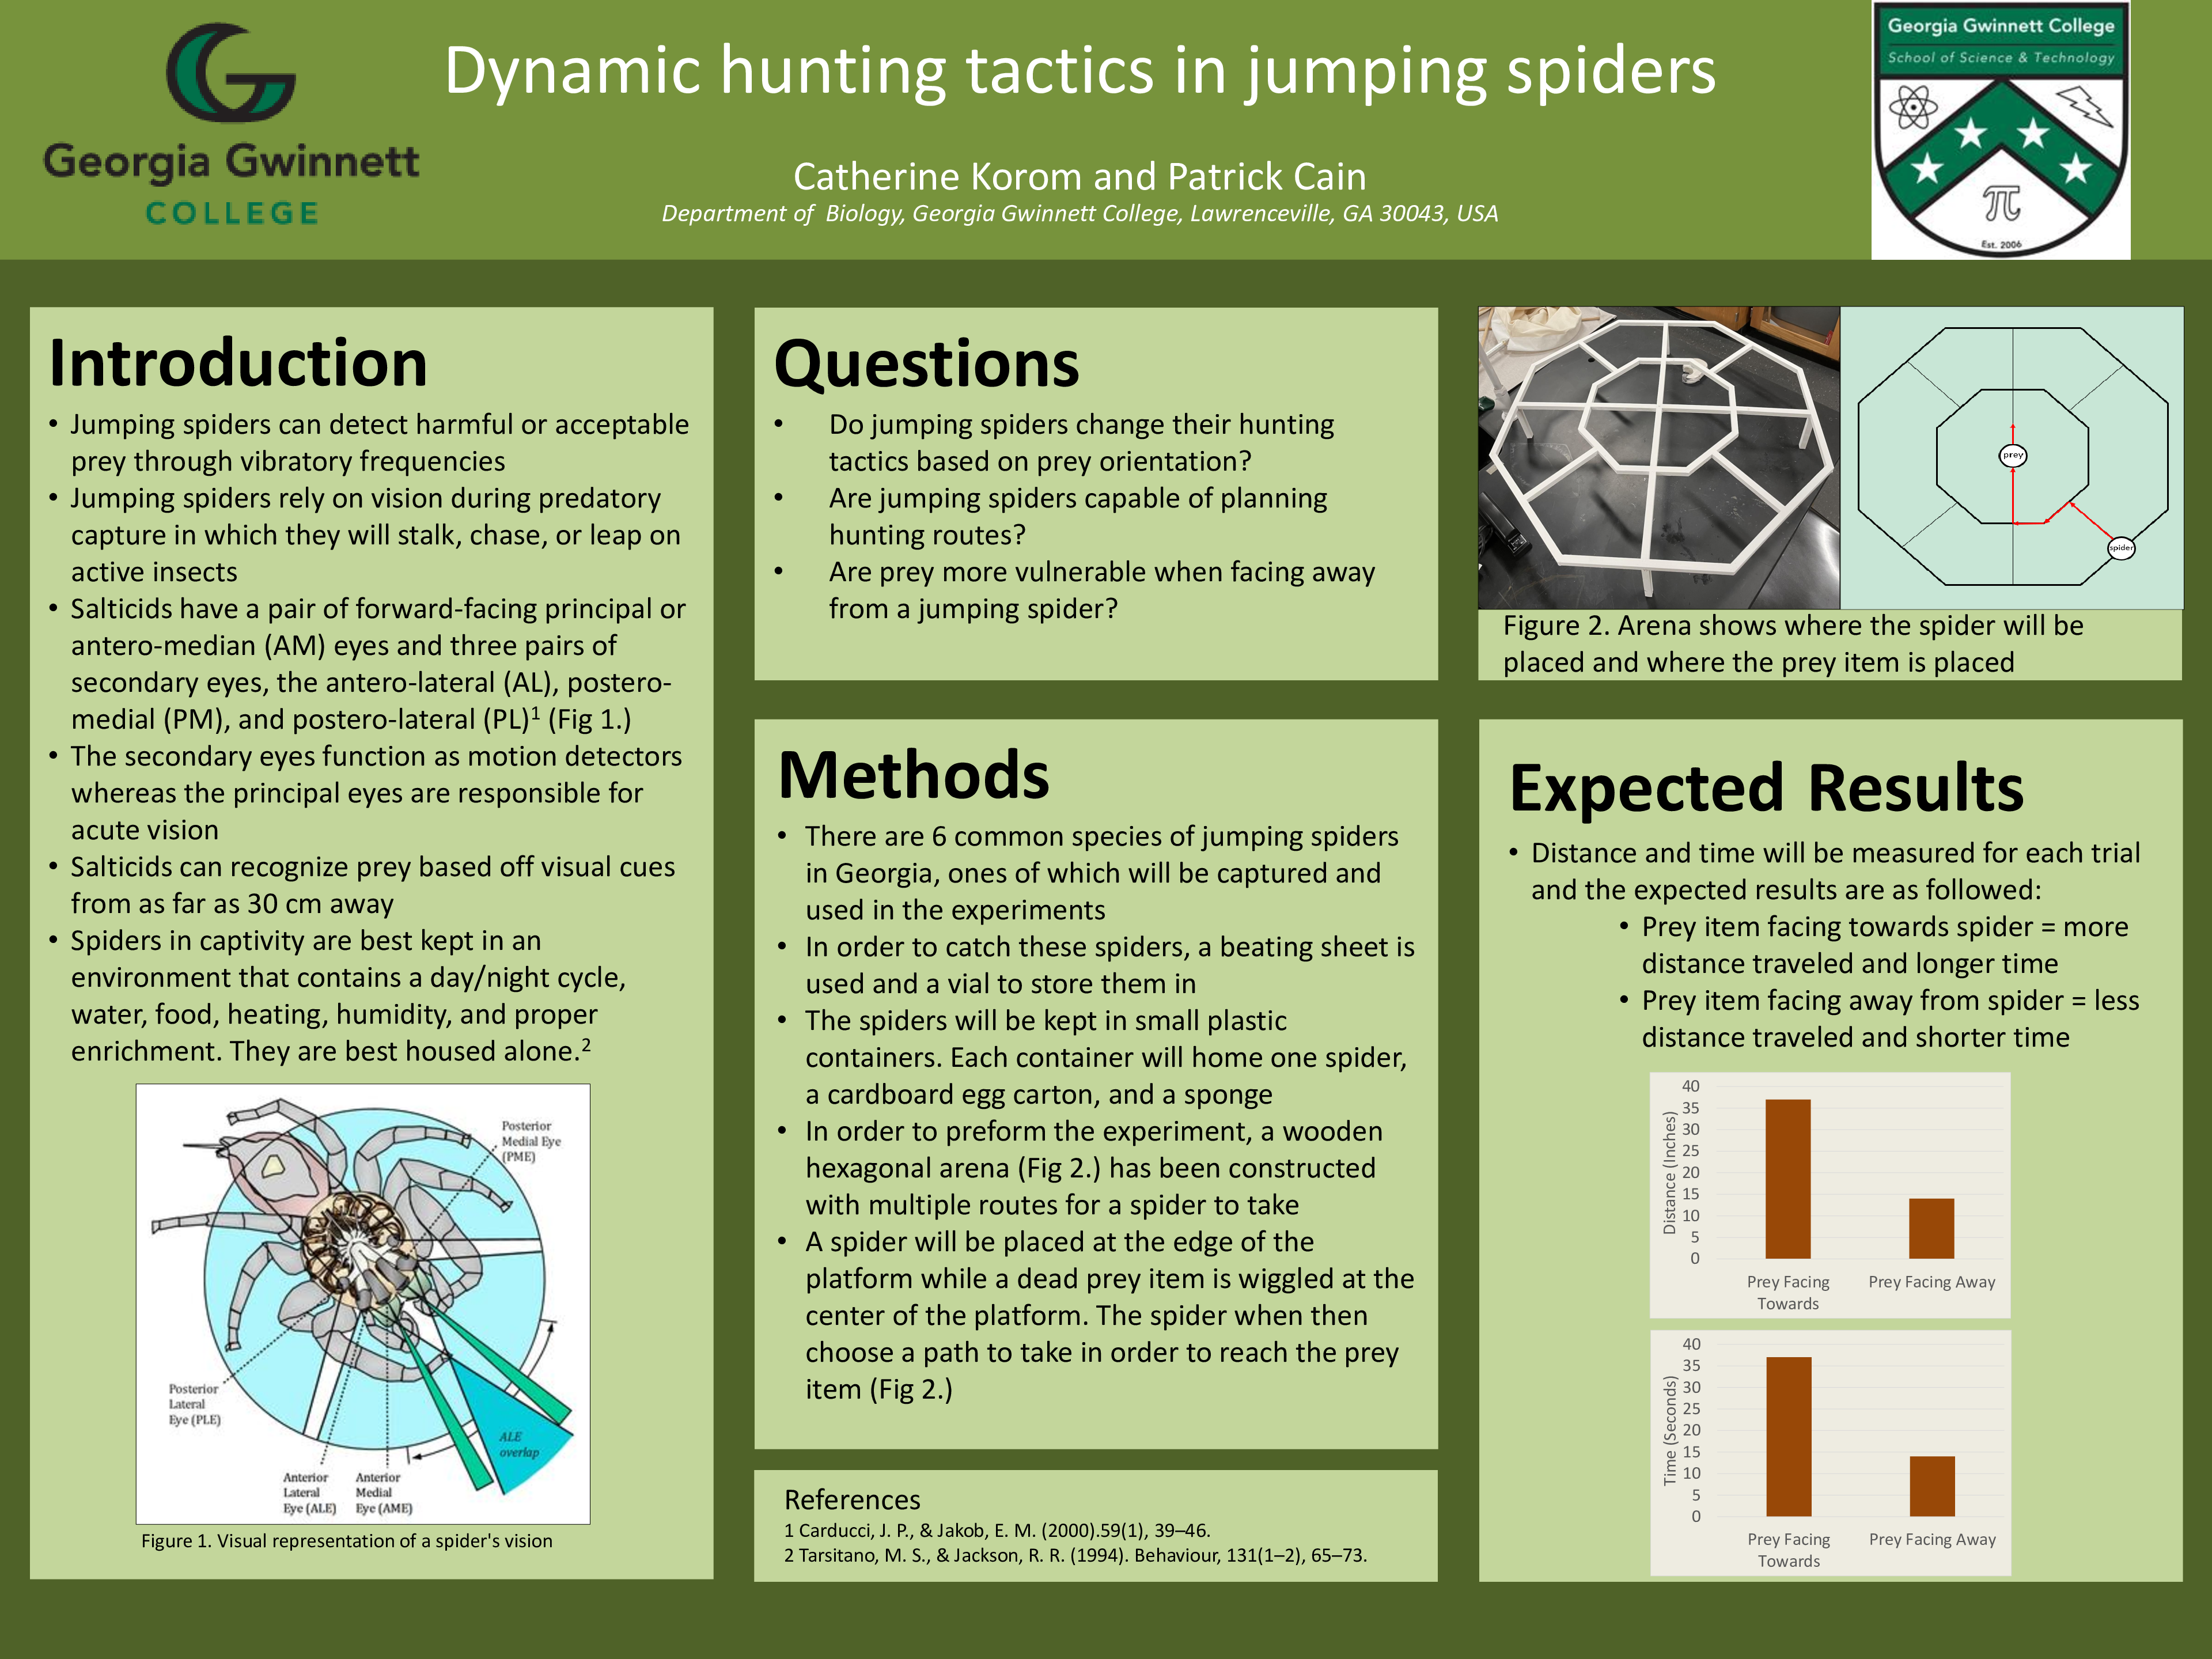 Georgia Gwinnett
COLLEGE
Dynamic hunting tactics in jumping spiders
Catherine Korom and Patrick Cain
Department of  Biology, Georgia Gwinnett College, Lawrenceville, GA 30043, USA
Georgia Gwinnett College
School of Science & Technology
π
Est. 2006
Introduction
• Jumping spiders can detect harmful or acceptable
prey through vibratory frequencies
• Jumping spiders rely on vision during predatory
capture in which they will stalk, chase, or leap on
active insects
• Salticids have a pair of forward-facing principal or
antero-median (AM) eyes and three pairs of
secondary eyes, the antero-lateral (AL), postero-
medial (PM), and postero-lateral (PL)¹ (Fig 1.)
• The secondary eyes function as motion detectors
whereas the principal eyes are responsible for
acute vision
• Salticids can recognize prey based off visual cues
from as far as 30 cm away
• Spiders in captivity are best kept in an
environment that contains a day/night cycle,
water, food, heating, humidity, and proper
enrichment. They are best housed alone.²
Posterior
Medial Eye
(PME)
Posterior
Lateral
Eye (PLE)
ALE
overlap
Anterior
Lateral
Eye (ALE)
Anterior
Medial
Eye (AME)
Figure 1. Visual representation of a spider's vision
Questions
• Do jumping spiders change their hunting
tactics based on prey orientation?
• Are jumping spiders capable of planning
hunting routes?
• Are prey more vulnerable when facing away
from a jumping spider?
Methods
• There are 6 common species of jumping spiders
in Georgia, ones of which will be captured and
used in the experiments
• In order to catch these spiders, a beating sheet is
used and a vial to store them in
• The spiders will be kept in small plastic
containers. Each container will home one spider,
a cardboard egg carton, and a sponge
• In order to preform the experiment, a wooden
hexagonal arena (Fig 2.) has been constructed
with multiple routes for a spider to take
• A spider will be placed at the edge of the
platform while a dead prey item is wiggled at the
center of the platform. The spider when then
choose a path to take in order to reach the prey
item (Fig 2.)
References
1 Carducci, J. P., & Jakob, E. M. (2000).59(1), 39–46.
2 Tarsitano, M. S., & Jackson, R. R. (1994). Behaviour, 131(1–2), 65–73.
prey
spider
Figure 2. Arena shows where the spider will be
placed and where the prey item is placed
Expected Results
• Distance and time will be measured for each trial
and the expected results are as followed:
• Prey item facing towards spider = more
distance traveled and longer time
• Prey item facing away from spider = less
distance traveled and shorter time
Distance (Inches)
40
35
30
25
20
15
10
5
0
Prey Facing
Towards
Prey Facing Away
Time (Seconds)
40
35
30
25
20
15
10
5
0
Prey Facing
Towards
Prey Facing Away